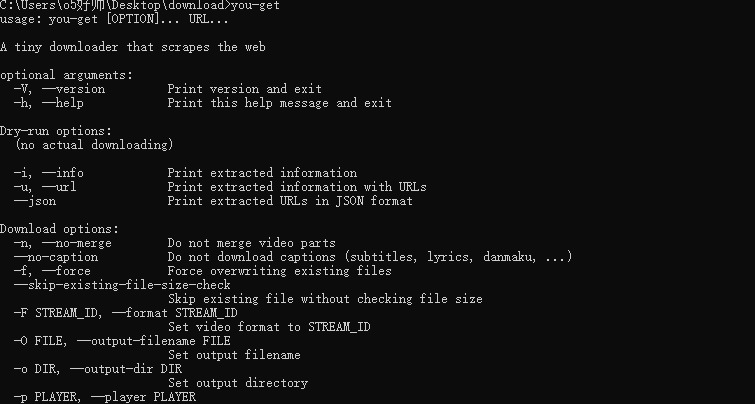 C:\Users\o5好帅\Desktop\download>you-get
usage: you-get [OPTION]... URL...
A tiny downloader that scrapes the web
optional arguments:
-V, --version Print version and exit
-h, --help Print this help message and exit
Dry-run options:
(no actual downloading)
-i, --info Print extracted information
-u, --url Print extracted information with URLs
--json Print extracted URLs in JSON format
Download options:
-n, --no-merge Do not merge video parts
--no-caption Do not download captions (subtitles, lyrics, danmaku, ...)
-f, --force Force overwriting existing files
--skip-existing-file-size-check
Skip existing file without checking file size
-F STREAM_ID, --format STREAM_ID
Set video format to STREAM_ID
-O FILE, --output-filename FILE
Set output filename
-o DIR, --output-dir DIR
Set output directory
-p PLAYER, --player PLAYER